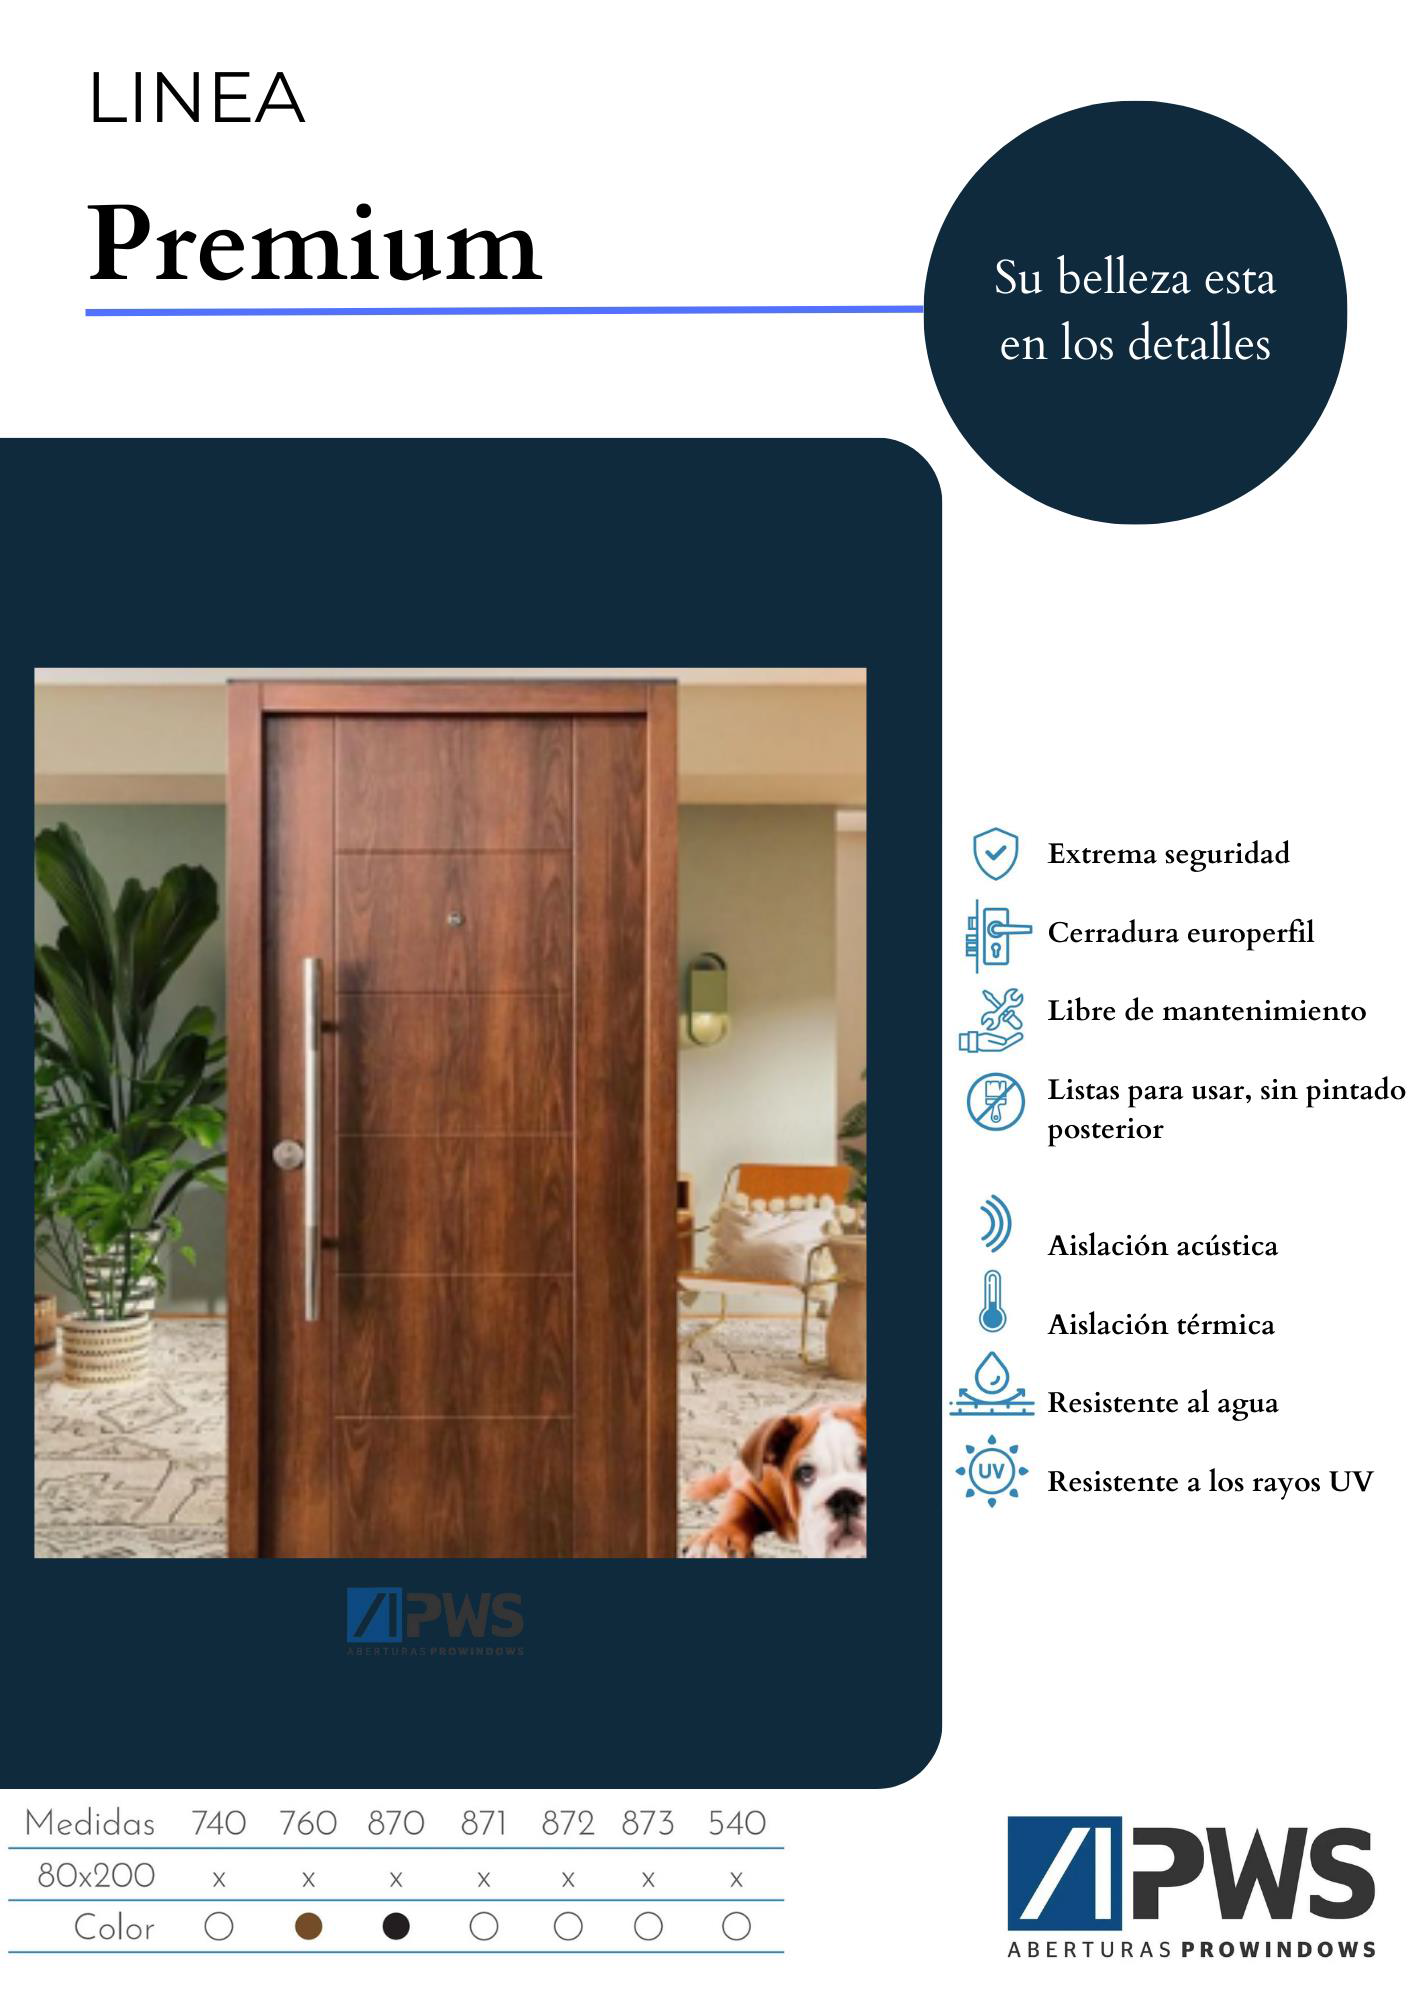 LINEA
Premium
Su belleza esta
en los detalles
Extrema seguridad
Cerradura europerfil
Libre de mantenimiento
Listas para usar, sin pintado
posterior
Aislación acústica
Aislación térmica
Resistente al agua
UV
Resistente a los rayos UV
PWS
ABERTURAS PROWINDOWS
Medidas 740 760 870 871 872 873 540
80x200 x x x x x x x
Color
PWS
ABERTURAS PROWINDOWS